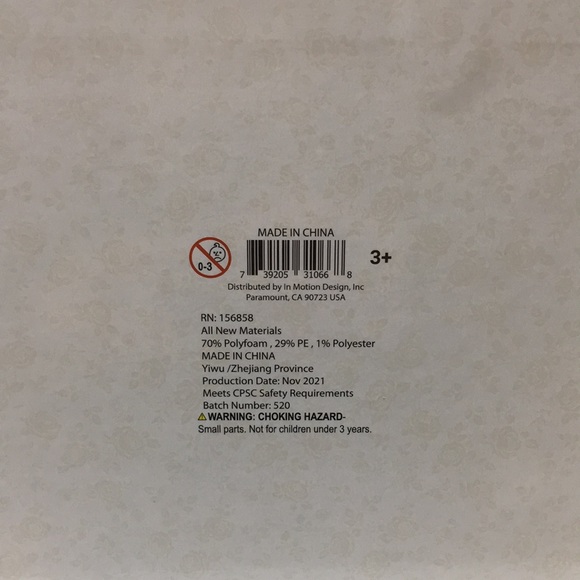 MADE IN CHINA
0-3
3+
7 39205 31066 8
Distributed by In Motion Design, Inc
Paramount, CA 90723 USA
RN: 156858
All New Materials
70% Polyfoam , 29% PE , 1% Polyester
MADE IN CHINA
Yiwu /Zhejiang Province
Production Date: Nov 2021
Meets CPSC Safety Requirements
Batch Number: 520
WARNING: CHOKING HAZARD-
Small parts. Not for children under 3 years.